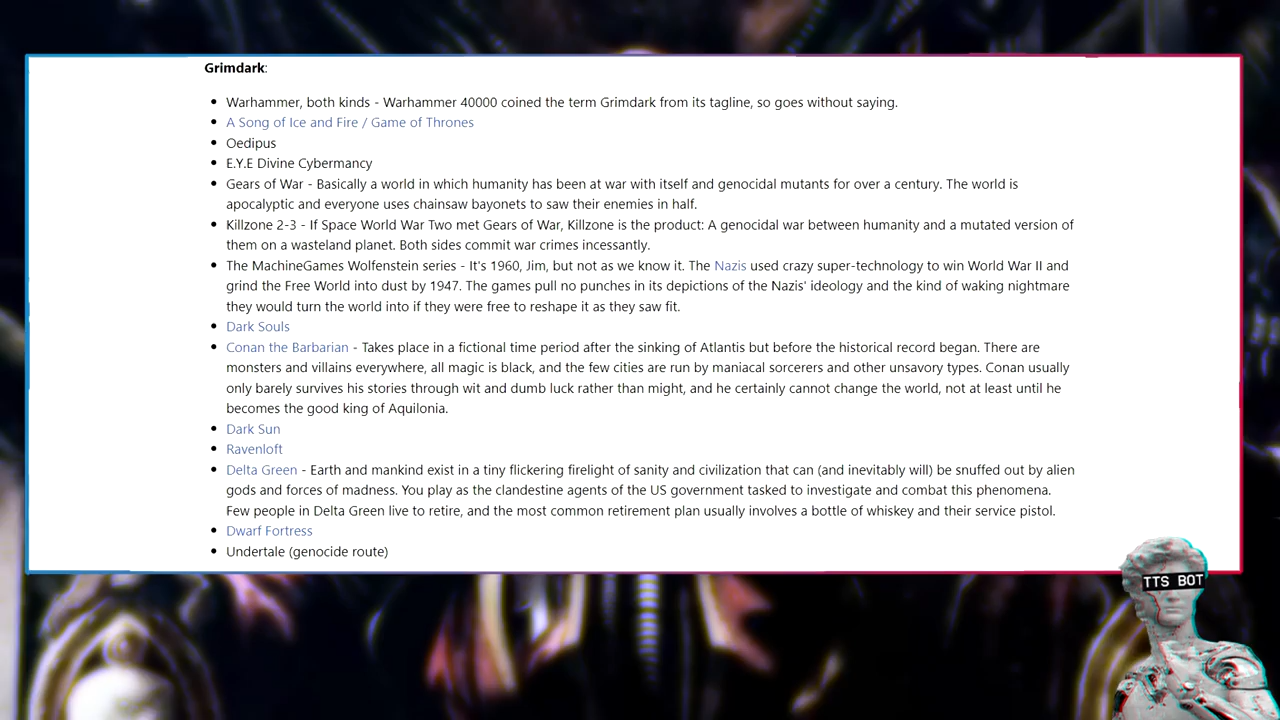 Grimdark:
Warhammer, both kinds - Warhammer 40000 coined the term Grimdark from its tagline, so goes without saying.
A Song of Ice and Fire / Game of Thrones
Oedipus
E.Y.E Divine Cybermancy
Gears of War - Basically a world in which humanity has been at war with itself and genocidal mutants for over a century. The world is
apocalyptic and everyone uses chainsaw bayonets to saw their enemies in half.
Killzone 2-3 - If Space World War Two met Gears of War, Killzone is the product: A genocidal war between humanity and a mutated version of
them on a wasteland planet. Both sides commit war crimes incessantly.
The MachineGames Wolfenstein series - It's 1960, Jim, but not as we know it. The Nazis used crazy super-technology to win World War II and
grind the Free World into dust by 1947. The games pull no punches in its depictions of the Nazis' ideology and the kind of waking nightmare
they would turn the world into if they were free to reshape it as they saw fit.
Dark Souls
Conan the Barbarian - Takes place in a fictional time period after the sinking of Atlantis but before the historical record began. There are
monsters and villains everywhere, all magic is black, and the few cities are run by maniacal sorcerers and other unsavory types. Conan usually
only barely survives his stories through wit and dumb luck rather than might, and he certainly cannot change the world, not at least until he
becomes the good king of Aquilonia.
Dark Sun
Ravenloft
Delta Green - Earth and mankind exist in a tiny flickering firelight of sanity and civilization that can (and inevitably will) be snuffed out by alien
gods and forces of madness. You play as the clandestine agents of the US government tasked to investigate and combat this phenomena.
Few people in Delta Green live to retire, and the most common retirement plan usually involves a bottle of whiskey and their service pistol.
Dwarf Fortress
Undertale (genocide route)
TTS BOT